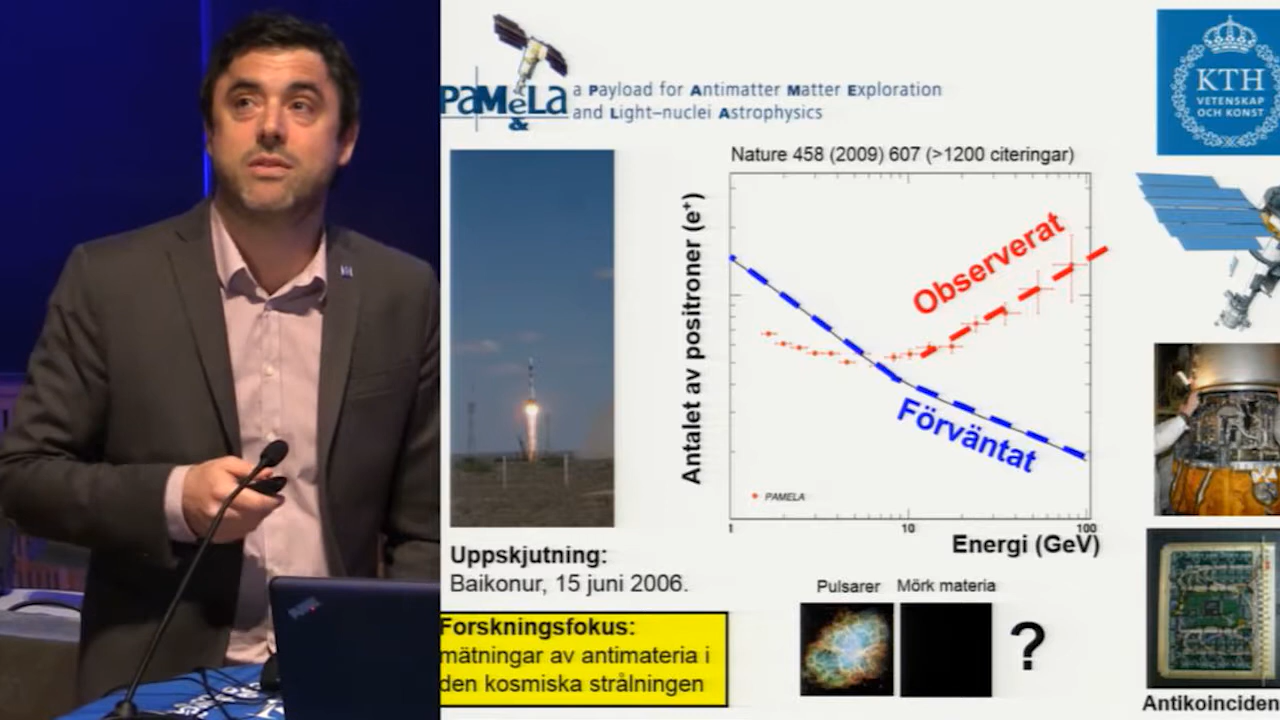 PaMeLa
&
a Payload for Antimatter Matter Exploration
and Light–nuclei Astrophysics
KTH
VETENSKAP
OCH KONST
Nature 458 (2009) 607 (>1200 citeringar)
Antalet av positroner (e⁺)
Observerat
Förväntat
PAMELA
1
10
100
Energi (GeV)
Uppskjutning:
Baikonur, 15 juni 2006.
Pulsarer
Mörk materia
?
Forskningsfokus:
mätningar av antimateria i
den kosmiska strålningen
Antikoinciden